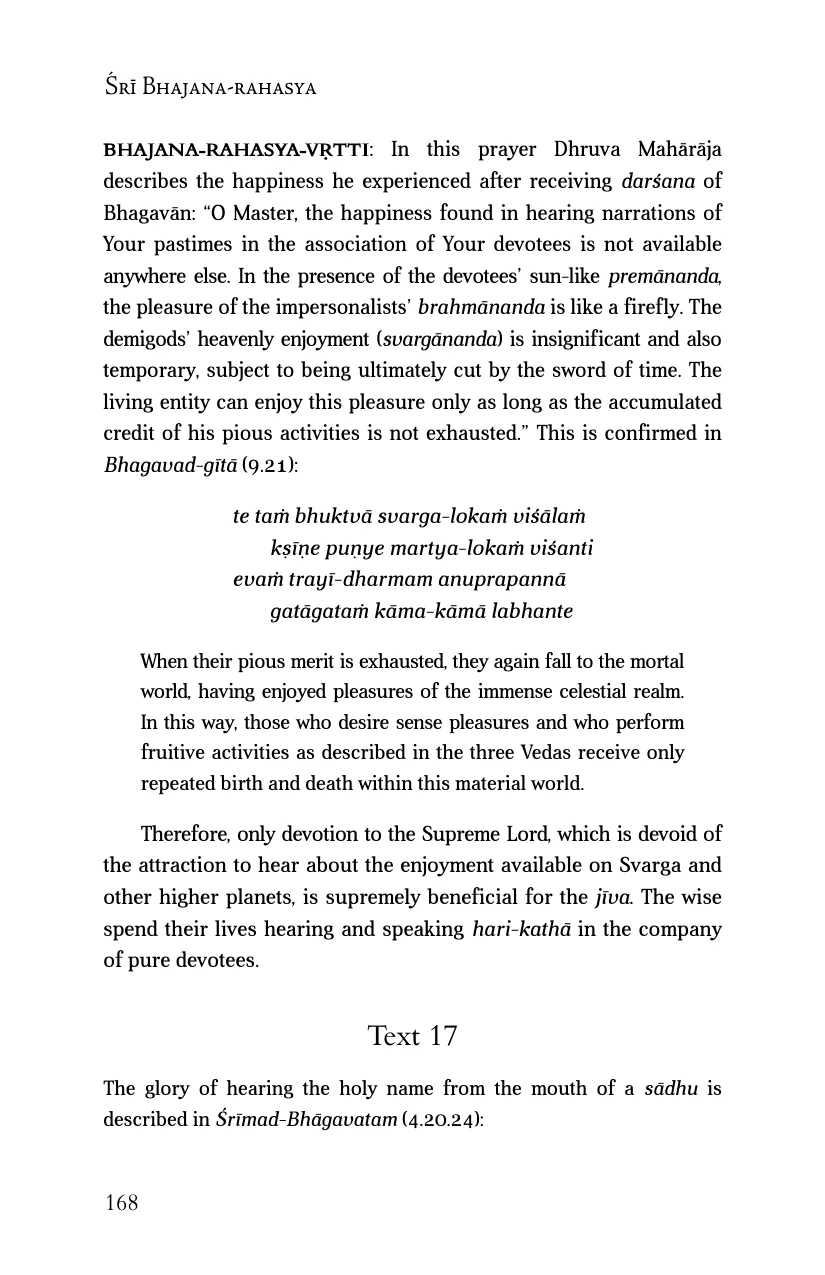 Śrī Bhajana-rahasya
BHAJANA-RAHASYA-VṚTTI: In this prayer Dhruva Mahārāja
describes the happiness he experienced after receiving darśana of
Bhagavān: “O Master, the happiness found in hearing narrations of
Your pastimes in the association of Your devotees is not available
anywhere else. In the presence of the devotees’ sun-like premānanda,
the pleasure of the impersonalists’ brahmānanda is like a firefly. The
demigods’ heavenly enjoyment (svargānanda) is insignificant and also
temporary, subject to being ultimately cut by the sword of time. The
living entity can enjoy this pleasure only as long as the accumulated
credit of his pious activities is not exhausted.” This is confirmed in
Bhagavad-gītā (9.21):
te taṁ bhuktvā svarga-lokaṁ viśālaṁ
kṣīṇe puṇye martya-lokaṁ viśanti
evaṁ trayī-dharmam anuprapannā
gatāgataṁ kāma-kāmā labhante
When their pious merit is exhausted, they again fall to the mortal
world, having enjoyed pleasures of the immense celestial realm.
In this way, those who desire sense pleasures and who perform
fruitive activities as described in the three Vedas receive only
repeated birth and death within this material world.
Therefore, only devotion to the Supreme Lord, which is devoid of
the attraction to hear about the enjoyment available on Svarga and
other higher planets, is supremely beneficial for the jīva. The wise
spend their lives hearing and speaking hari-kathā in the company
of pure devotees.
Text 17
The glory of hearing the holy name from the mouth of a sādhu is
described in Śrīmad-Bhāgavatam (4.20.24):
168